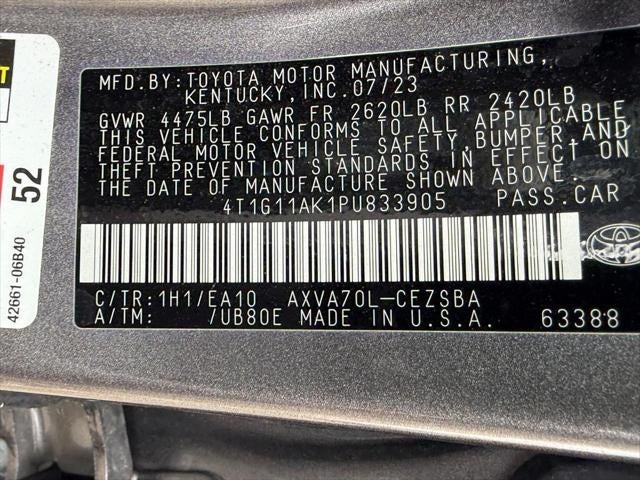 MFD.BY:TOYOTA MOTOR MANUFACTURING,
KENTUCKY,INC.07/23
GVWR 4475LB GAWR FR 2620LB RR 2420LB
THIS VEHICLE CONFORMS TO ALL APPLICABLE
FEDERAL MOTOR VEHICLE SAFETY,BUMPER,AND
THEFT PREVENTION STANDARDS IN EFFECT ON
THE DATE OF MANUFACTURE SHOWN ABOVE.
4T1G11AK1PU833905 PASS.CAR
C/TR:1H1/EA10 AXVA70L-CEZSBA
A/TM: /UB80E MADE IN U.S.A. 63388
52
42661-06B40